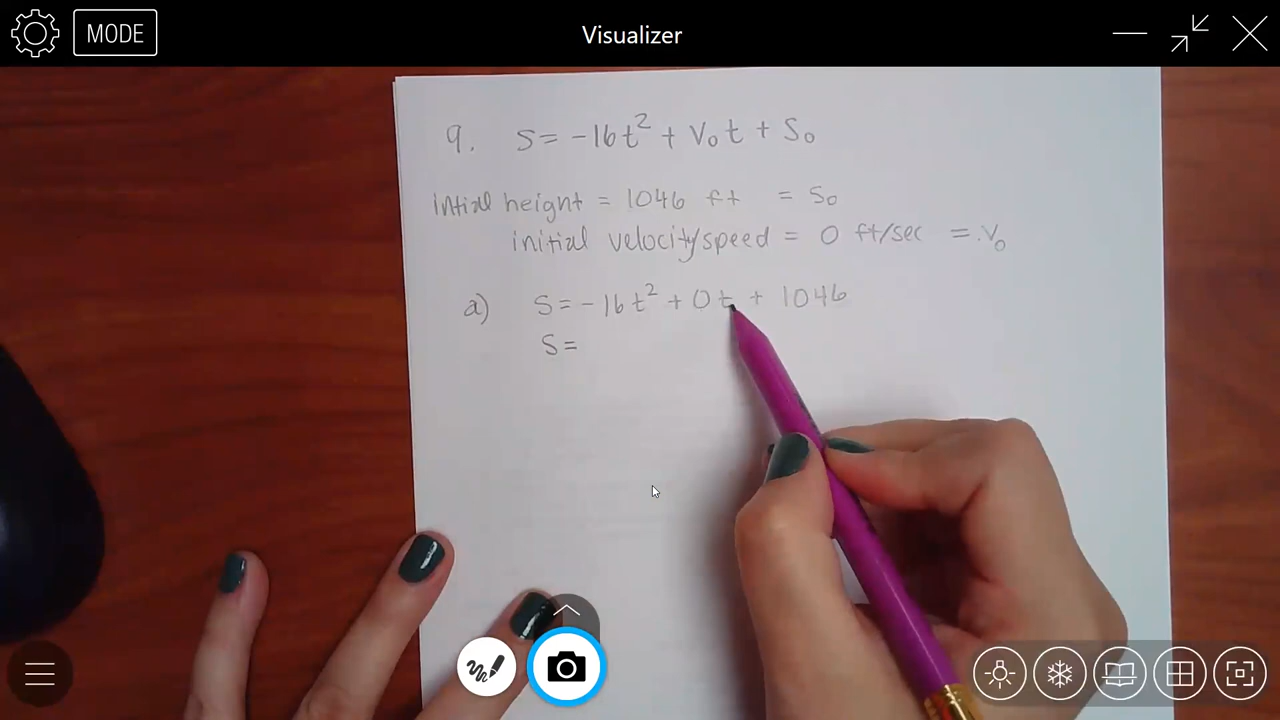 MODE
Visualizer
9. S = -16t² + V₀t + S₀
intial height = 1046 ft = S₀
initial velocity/speed = 0 ft/sec = V₀
a) S = -16t² + 0t + 1046
S =